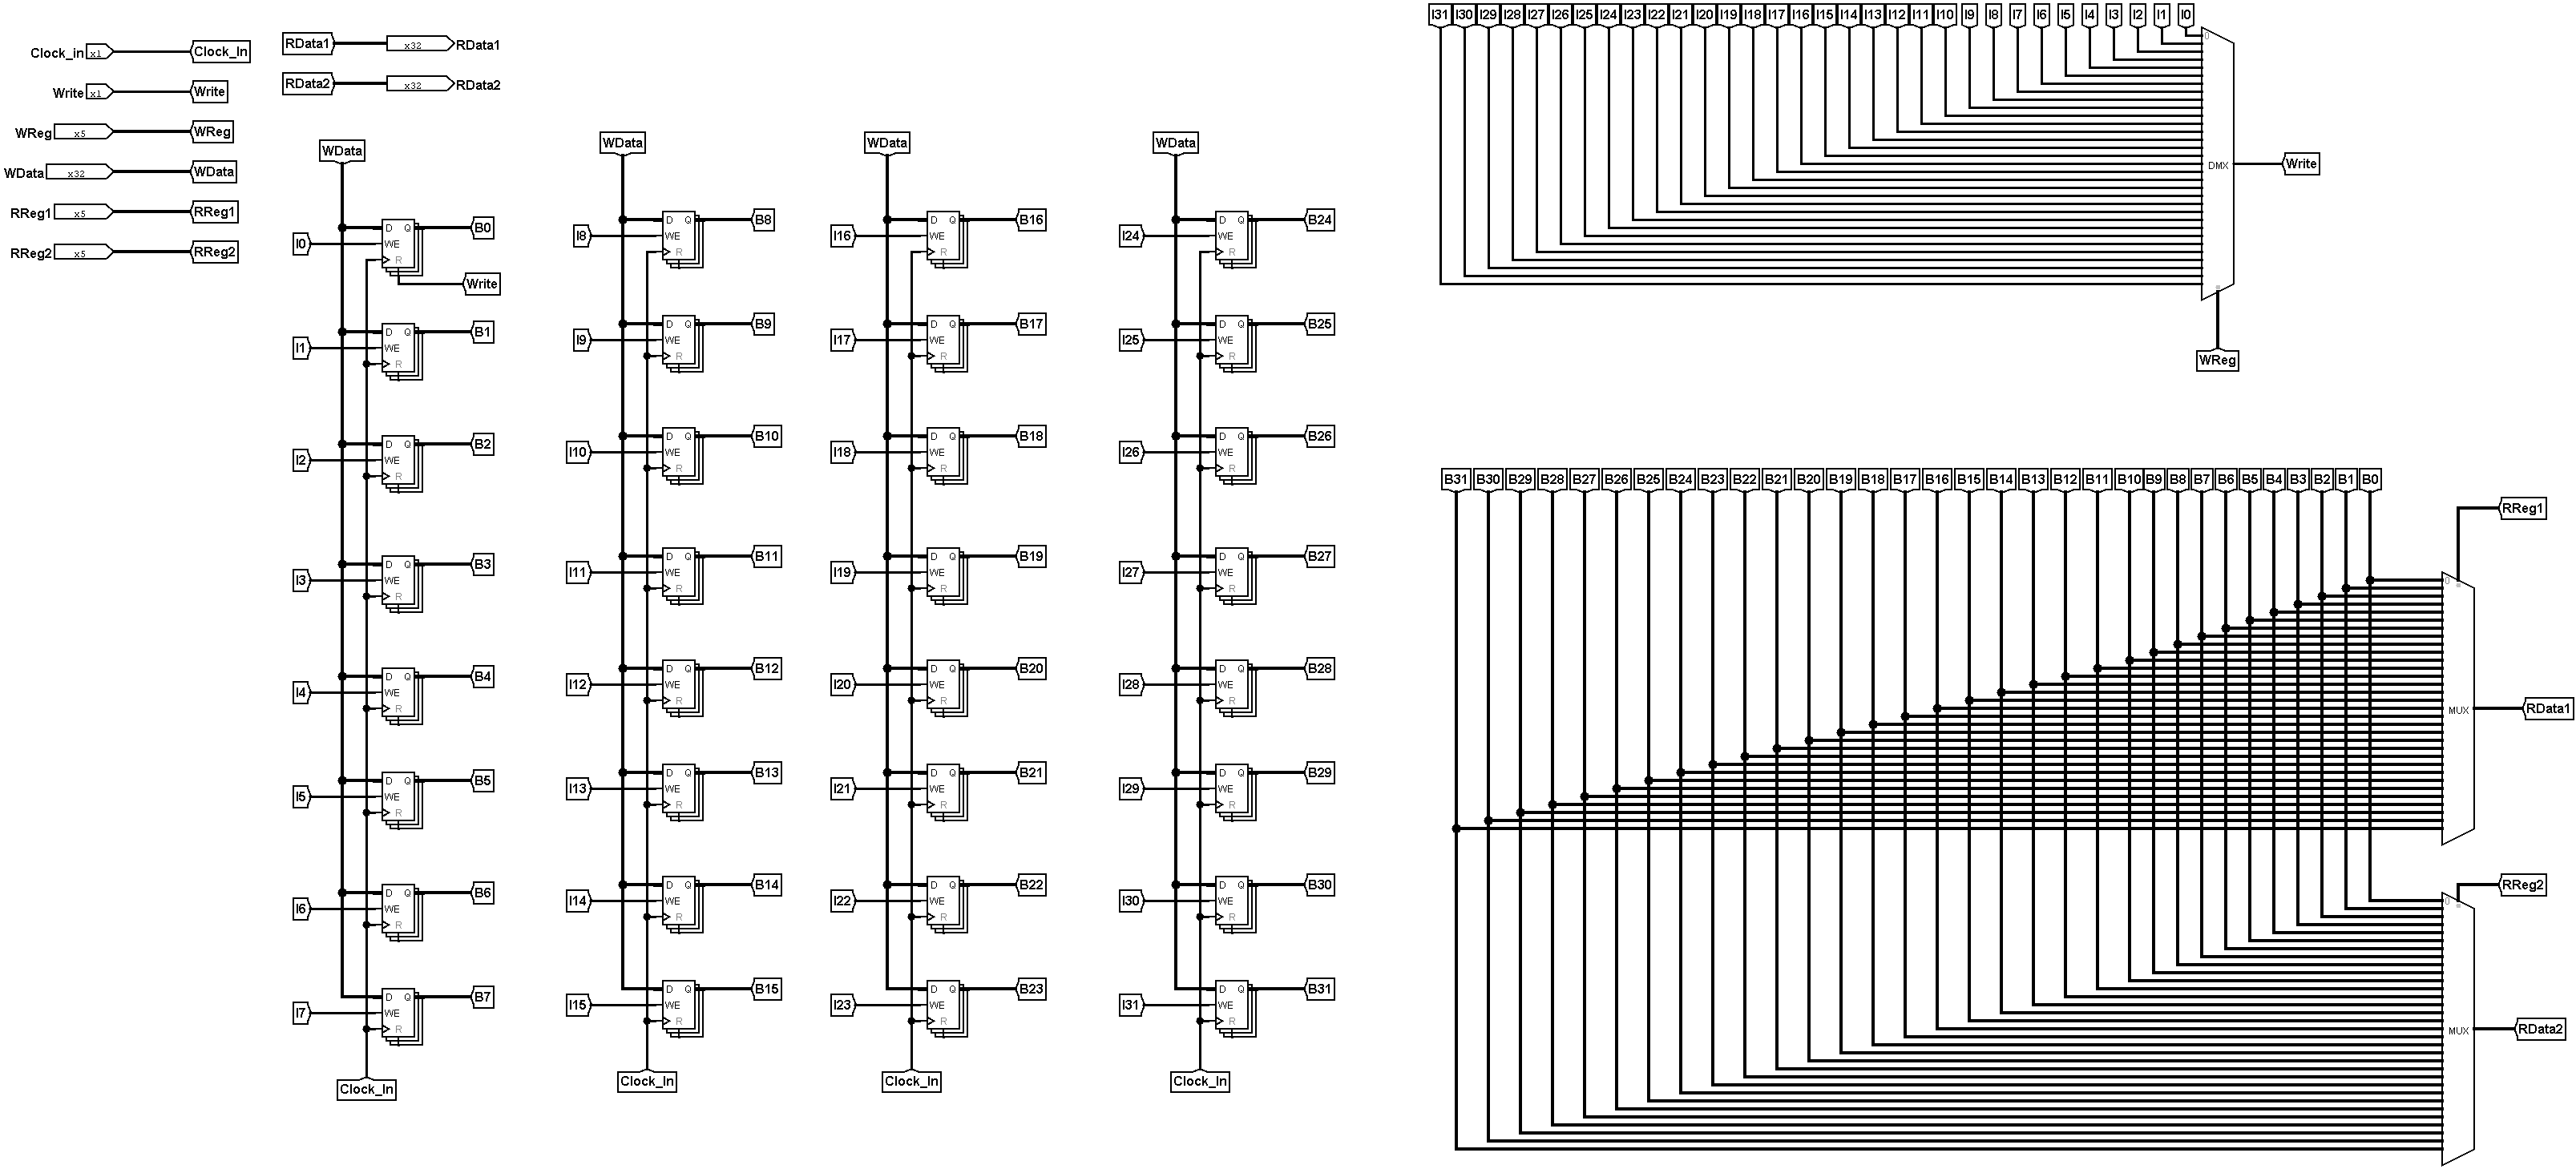 Clock_in x1 Clock_In
Write x1 Write
WReg x5 WReg
WData x32 WData
RReg1 x5 RReg1
RReg2 x5 RReg2
RData1 x32 RData1
RData2 x32 RData2
WData
D Q B0
I0 WE
R
Write
D Q B1
I1 WE
R
D Q B2
I2 WE
R
D Q B3
I3 WE
R
D Q B4
I4 WE
R
D Q B5
I5 WE
R
D Q B6
I6 WE
R
D Q B7
I7 WE
R
Clock_In
WData
D Q B8
I8 WE
R
D Q B9
I9 WE
R
D Q B10
I10 WE
R
D Q B11
I11 WE
R
D Q B12
I12 WE
R
D Q B13
I13 WE
R
D Q B14
I14 WE
R
D Q B15
I15 WE
R
Clock_In
WData
D Q B16
I16 WE
R
D Q B17
I17 WE
R
D Q B18
I18 WE
R
D Q B19
I19 WE
R
D Q B20
I20 WE
R
D Q B21
I21 WE
R
D Q B22
I22 WE
R
D Q B23
I23 WE
R
Clock_In
WData
D Q B24
I24 WE
R
D Q B25
I25 WE
R
D Q B26
I26 WE
R
D Q B27
I27 WE
R
D Q B28
I28 WE
R
D Q B29
I29 WE
R
D Q B30
I30 WE
R
D Q B31
I31 WE
R
Clock_In
I31 I30 I29 I28 I27 I26 I25 I24 I23 I22 I21 I20 I19 I18 I17 I16 I15 I14 I13 I12 I11 I10 I9 I8 I7 I6 I5 I4 I3 I2 I1 I0
0
DMX Write
WReg
B31 B30 B29 B28 B27 B26 B25 B24 B23 B22 B21 B20 B19 B18 B17 B16 B15 B14 B13 B12 B11 B10 B9 B8 B7 B6 B5 B4 B3 B2 B1 B0
RReg1
0
MUX RData1
RReg2
0
MUX RData2